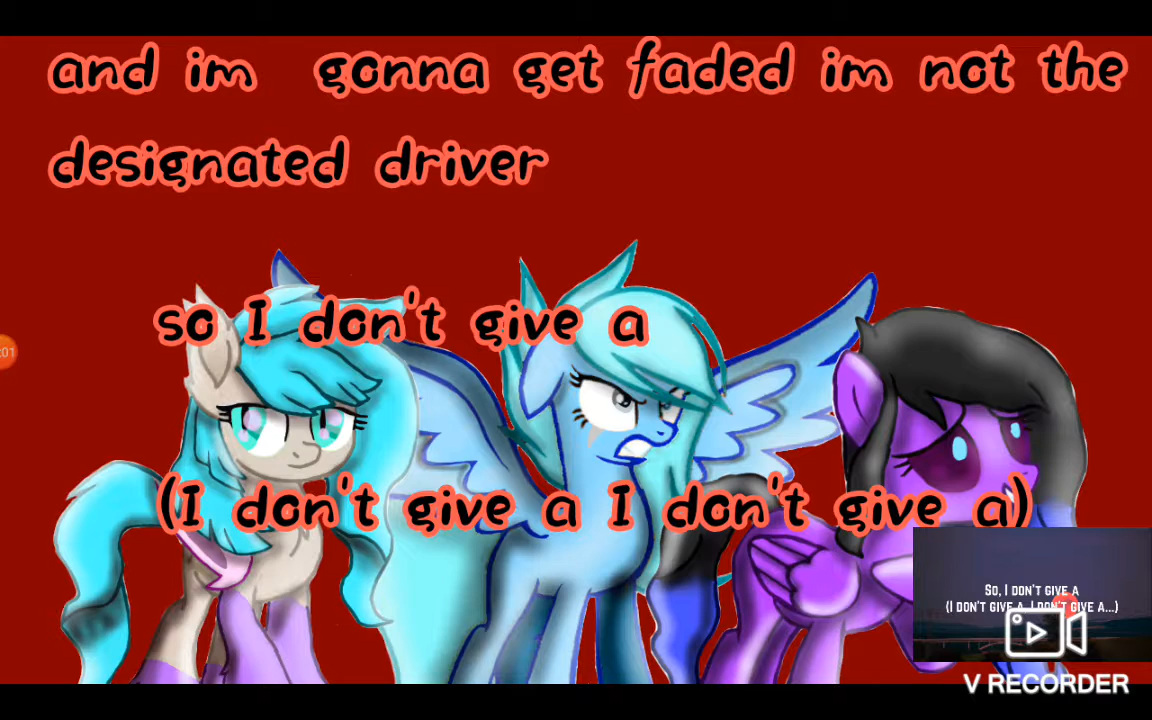 and im gonna get faded im not the
designated driver
so I don't give a
(I don't give a I don't give a)
:01
SO, I DON'T GIVE A
(I DON'T GIVE A, I DON'T GIVE A...)
V RECORDER